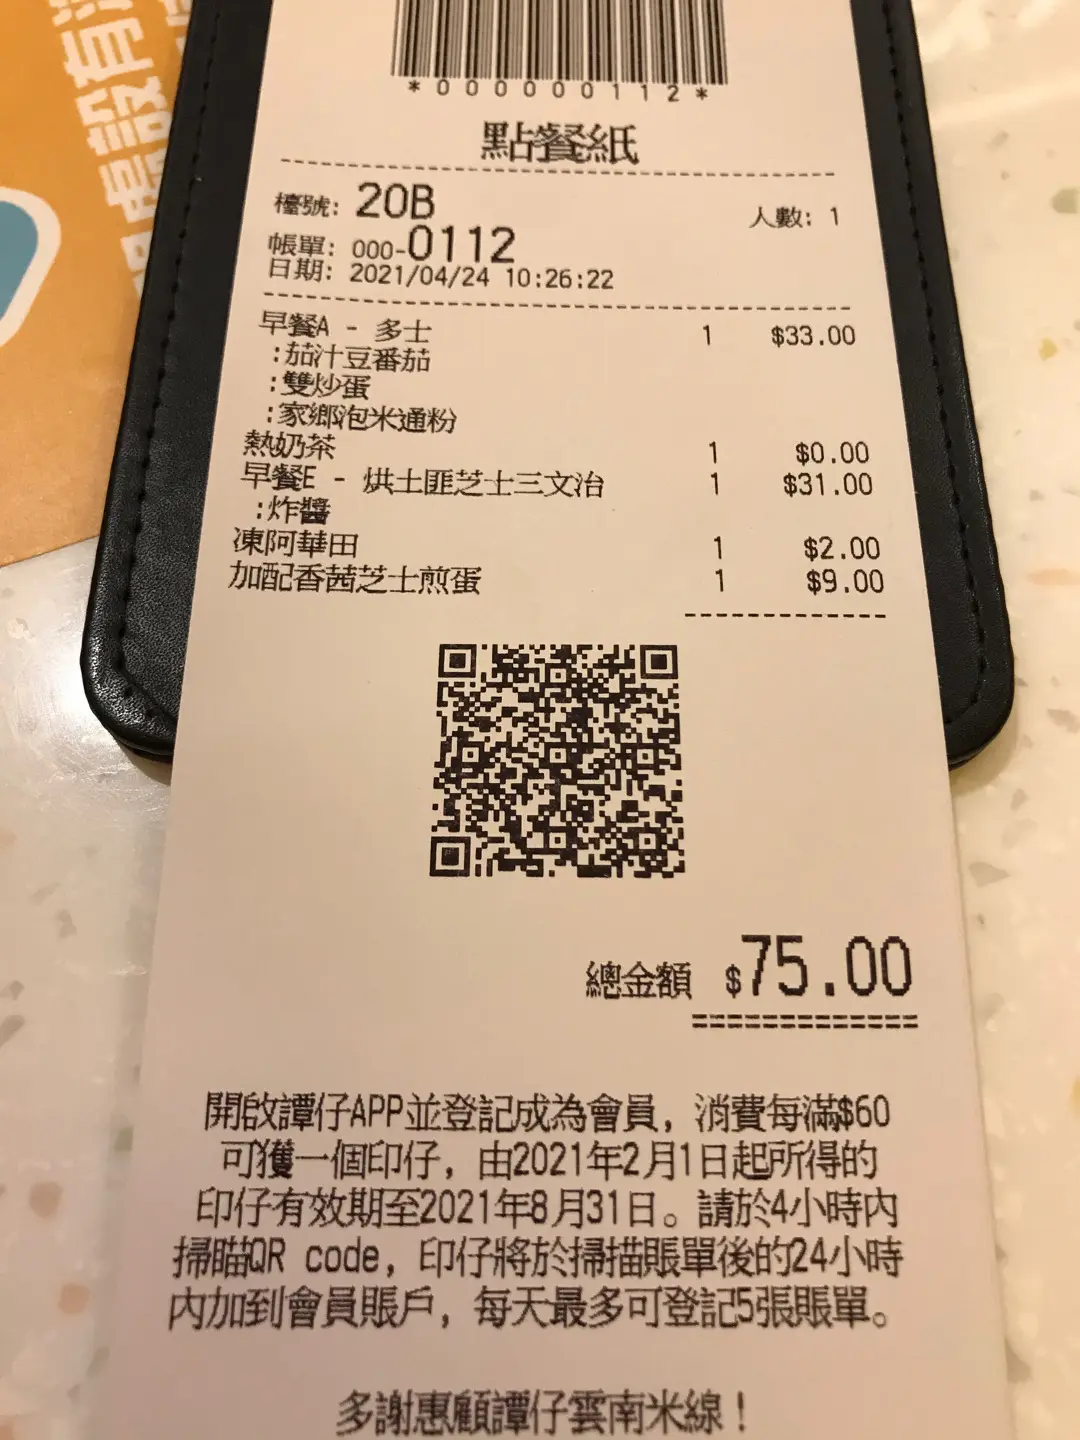 *000000112*
點餐紙
檯號: 20B 人數: 1
帳單: 000-0112
日期: 2021/04/24 10:26:22
早餐A - 多士 1 $33.00
:茄汁豆番茄
:雙炒蛋
:家鄉泡米通粉
熱奶茶 1 $0.00
早餐E - 烘土匪芝士三文治 1 $31.00
:炸醬
凍阿華田 1 $2.00
加配香茜芝士煎蛋 1 $9.00
總金額 $75.00
開啟譚仔APP並登記成為會員, 消費每滿$60
可獲一個印仔, 由2021年2月1日起所得的
印仔有效期至2021年8月31日。請於4小時內
掃瞄QR code, 印仔將於掃描賬單後的24小時
內加到會員賬戶, 每天最多可登記5張賬單。
多謝惠顧譚仔雲南米線!